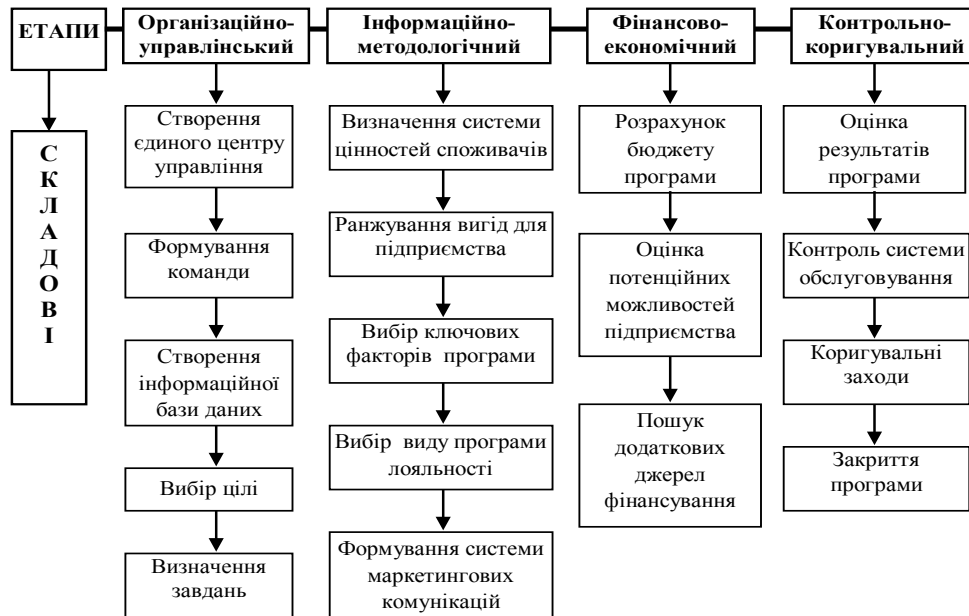 ЕТАПИ
Організаційно-
управлінський
Інформаційно-
методологічний
Фінансово-
економічний
Контрольно-
коригувальний
СКЛАДОВІ
Створення
єдиного центру
управління
Формування
команди
Створення
інформаційної
бази даних
Вибір цілі
Визначення
завдань
Визначення системи
цінностей споживачів
Ранжування вигід для
підприємства
Вибір ключових
факторів програми
Вибір виду програми
лояльності
Формування системи
маркетингових
комунікацій
Розрахунок
бюджету
програми
Оцінка
потенційних
можливостей
підприємства
Пошук
додаткових
джерел
фінансування
Оцінка
результатів
програми
Контроль системи
обслуговування
Коригувальні
заходи
Закриття
програми